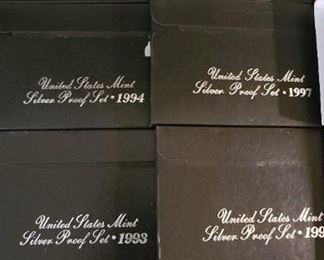 United States Mint
Silver Proof Set • 1994
United States Mint
Silver Proof Set • 1997
United States Mint
Silver Proof Set • 1993
United States Mint
Silver Proof Set • 199